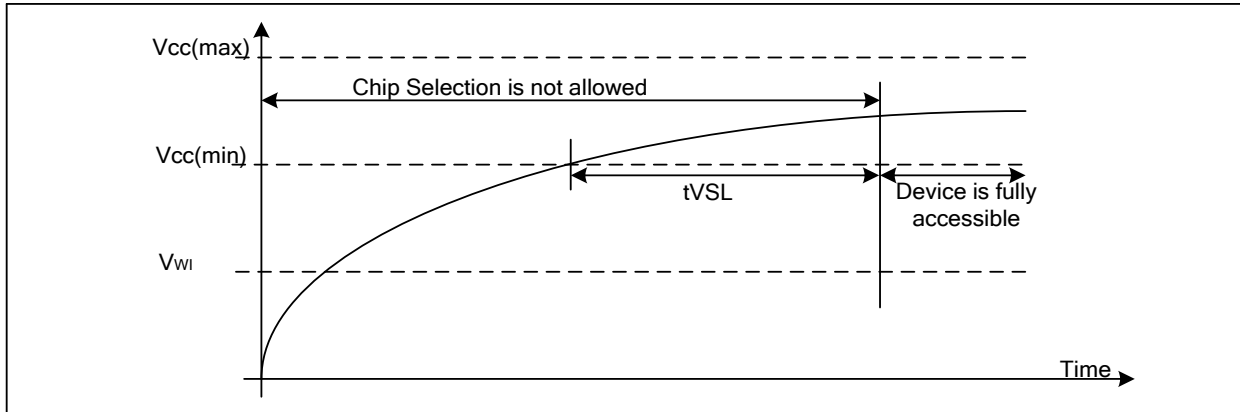 Vcc(max)
Chip Selection is not allowed
Vcc(min)
tVSL
Device is fully
accessible
VWI
Time